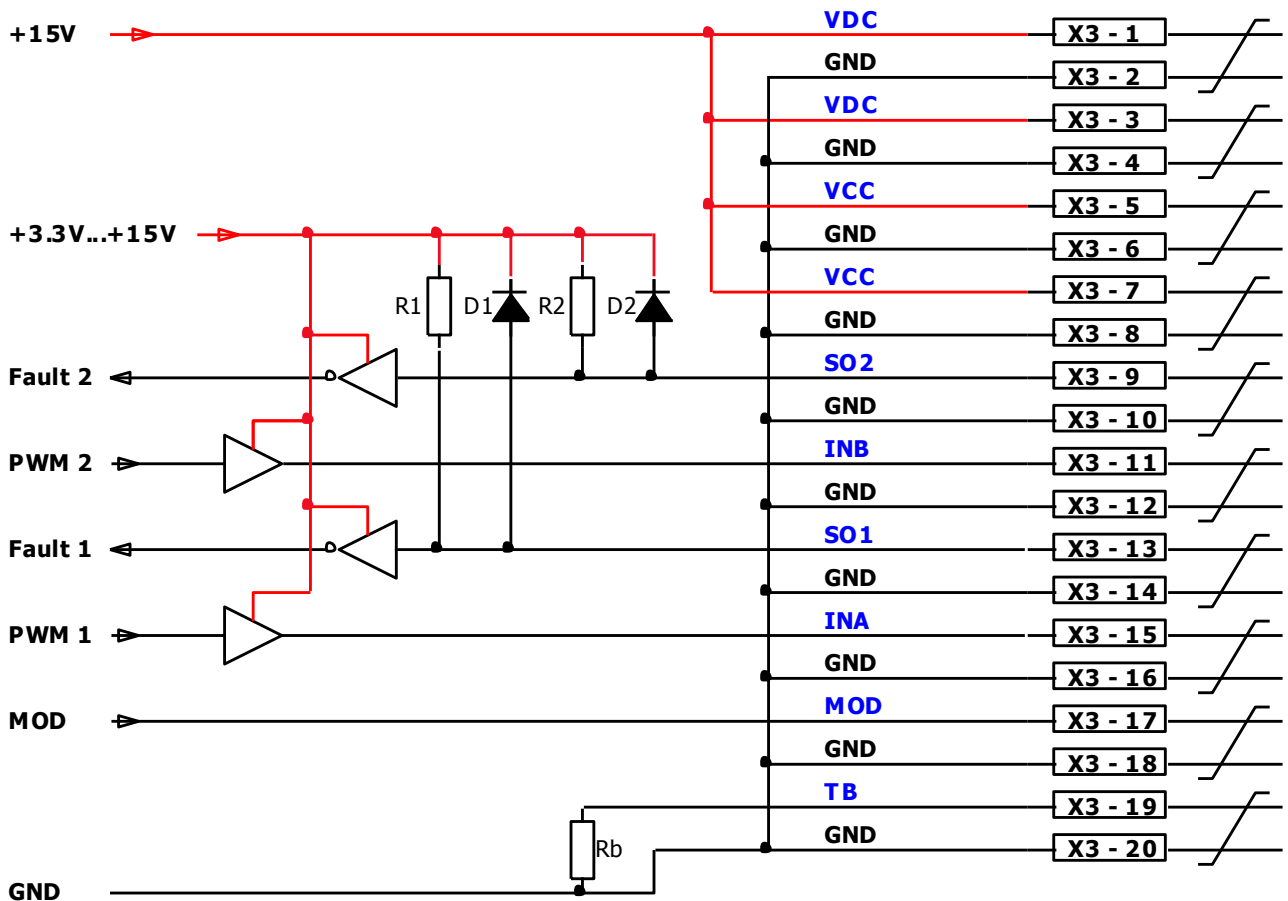 +15V VDC X3 - 1
GND X3 - 2
VDC X3 - 3
GND X3 - 4
VCC X3 - 5
+3.3V...+15V GND X3 - 6
VCC X3 - 7
R1 D1 R2 D2
GND X3 - 8
Fault 2 SO2 X3 - 9
GND X3 - 10
PWM 2 INB X3 - 11
GND X3 - 12
Fault 1 SO1 X3 - 13
GND X3 - 14
PWM 1 INA X3 - 15
GND X3 - 16
MOD MOD X3 - 17
GND X3 - 18
TB X3 - 19
Rb GND X3 - 20
GND